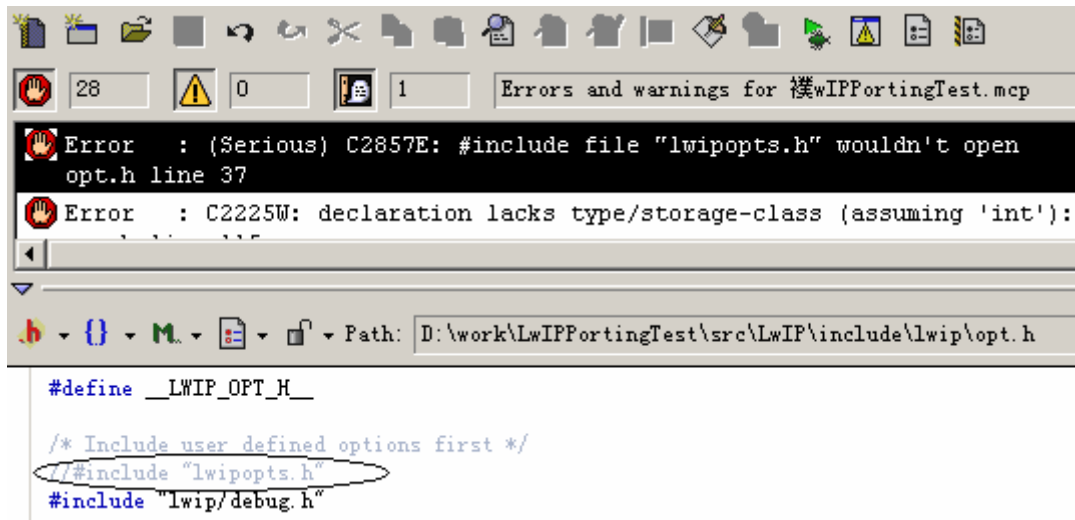 28 0 1 Errors and warnings for 襥wIPPortingTest.mcp
Error : (Serious) C2857E: #include file "lwipopts.h" wouldn't open
opt.h line 37
Error : C2225W: declaration lacks type/storage-class (assuming 'int'):
.h {} M. Path: D:\work\LwIPPortingTest\src\LwIP\include\lwip\opt.h
#define __LWIP_OPT_H__
/* Include user defined options first */
//#include "lwipopts.h"
#include "lwip/debug.h"